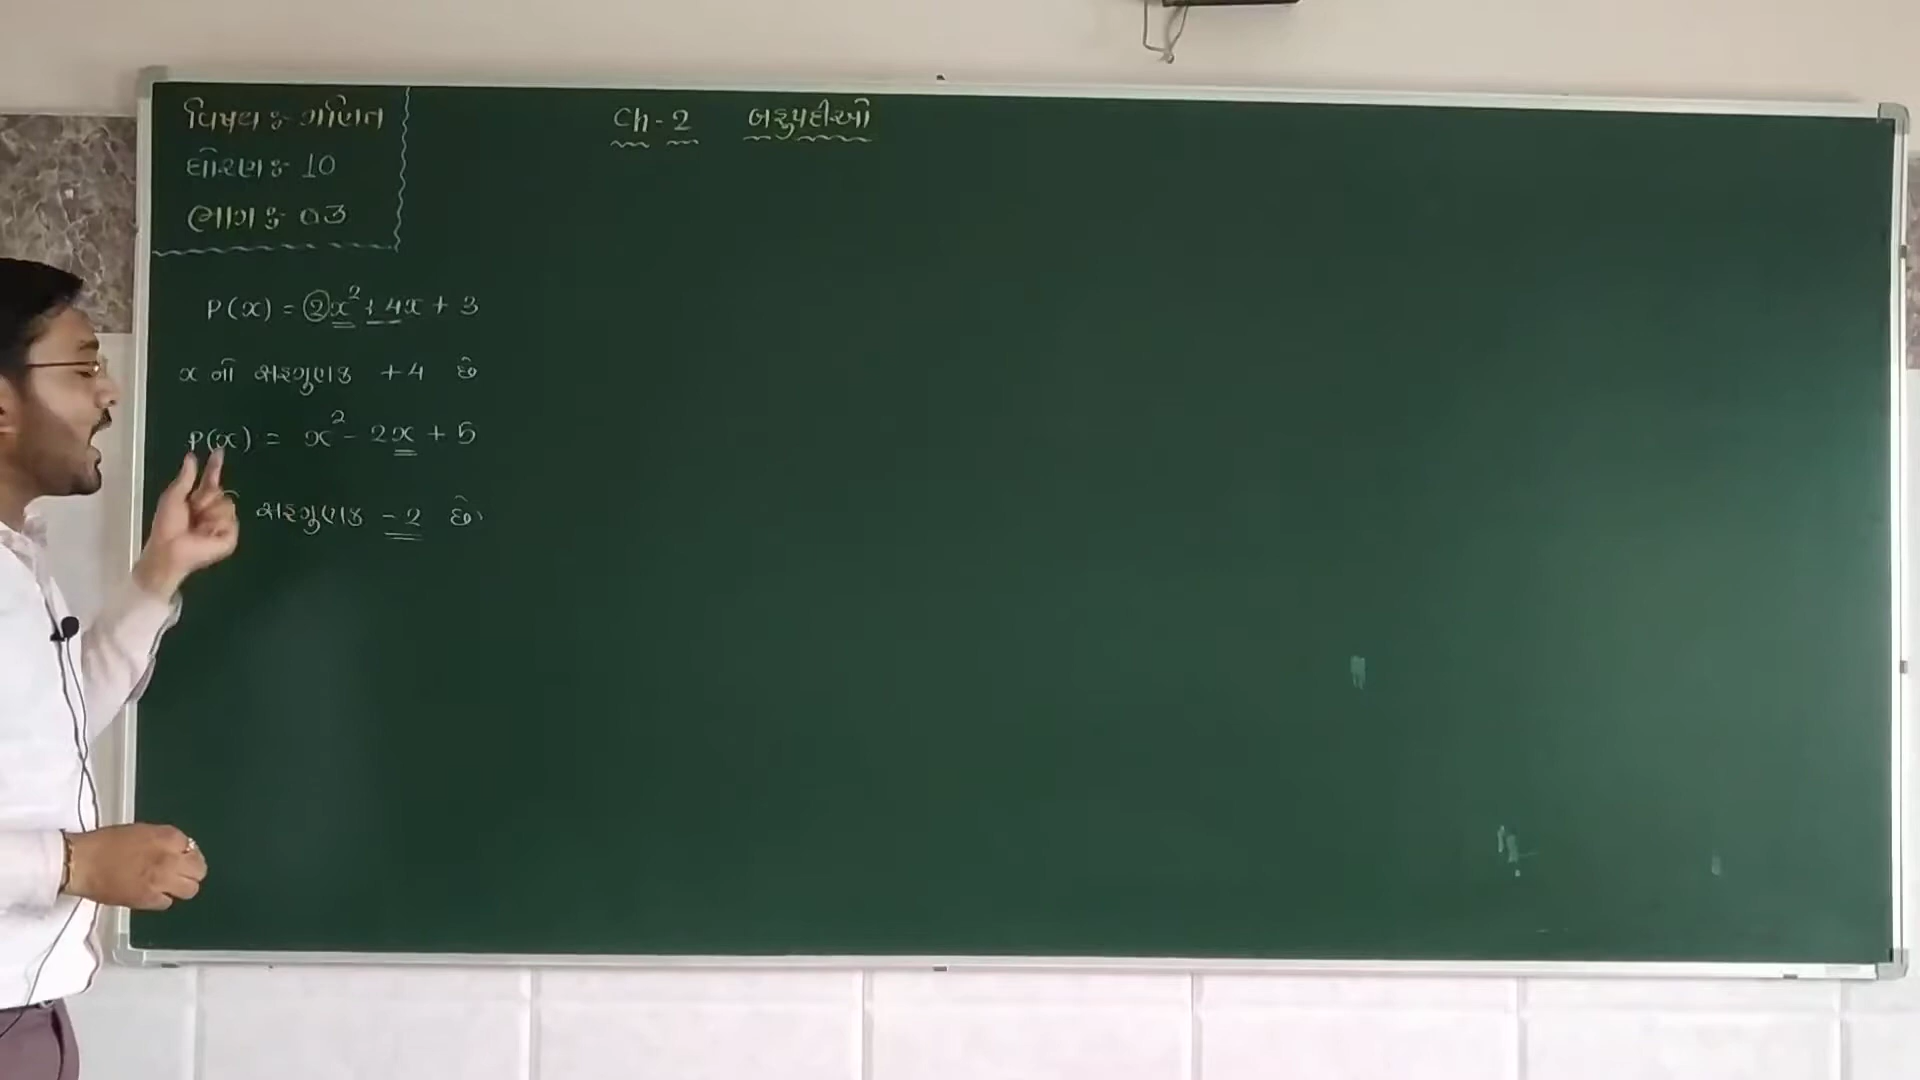 વિષય :- ગણિત
ધોરણ :- 10
ભાગ :- 03
Ch - 2 બહુપદીઓ
P(x) = 2x² + 4x + 3
x નો સહગુણક +4 છે
P(x) = x² - 2x + 5
સહગુણક - 2 છે.